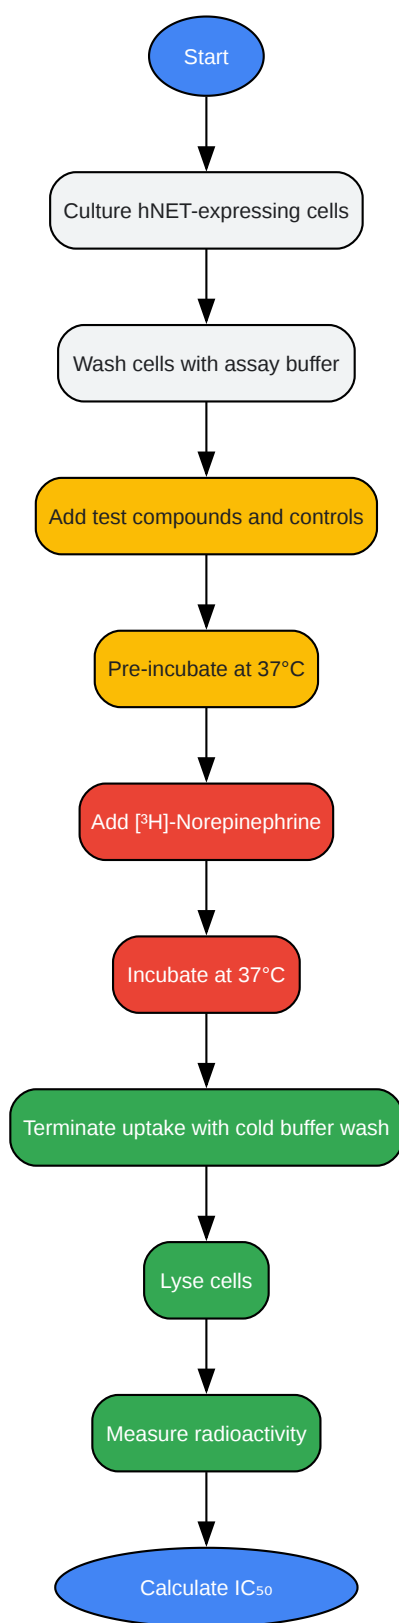 Start
Culture hNET-expressing cells
Wash cells with assay buffer
Add test compounds and controls
Pre-incubate at 37°C
Add [³H]-Norepinephrine
Incubate at 37°C
Terminate uptake with cold buffer wash
Lyse cells
Measure radioactivity
Calculate IC₅₀